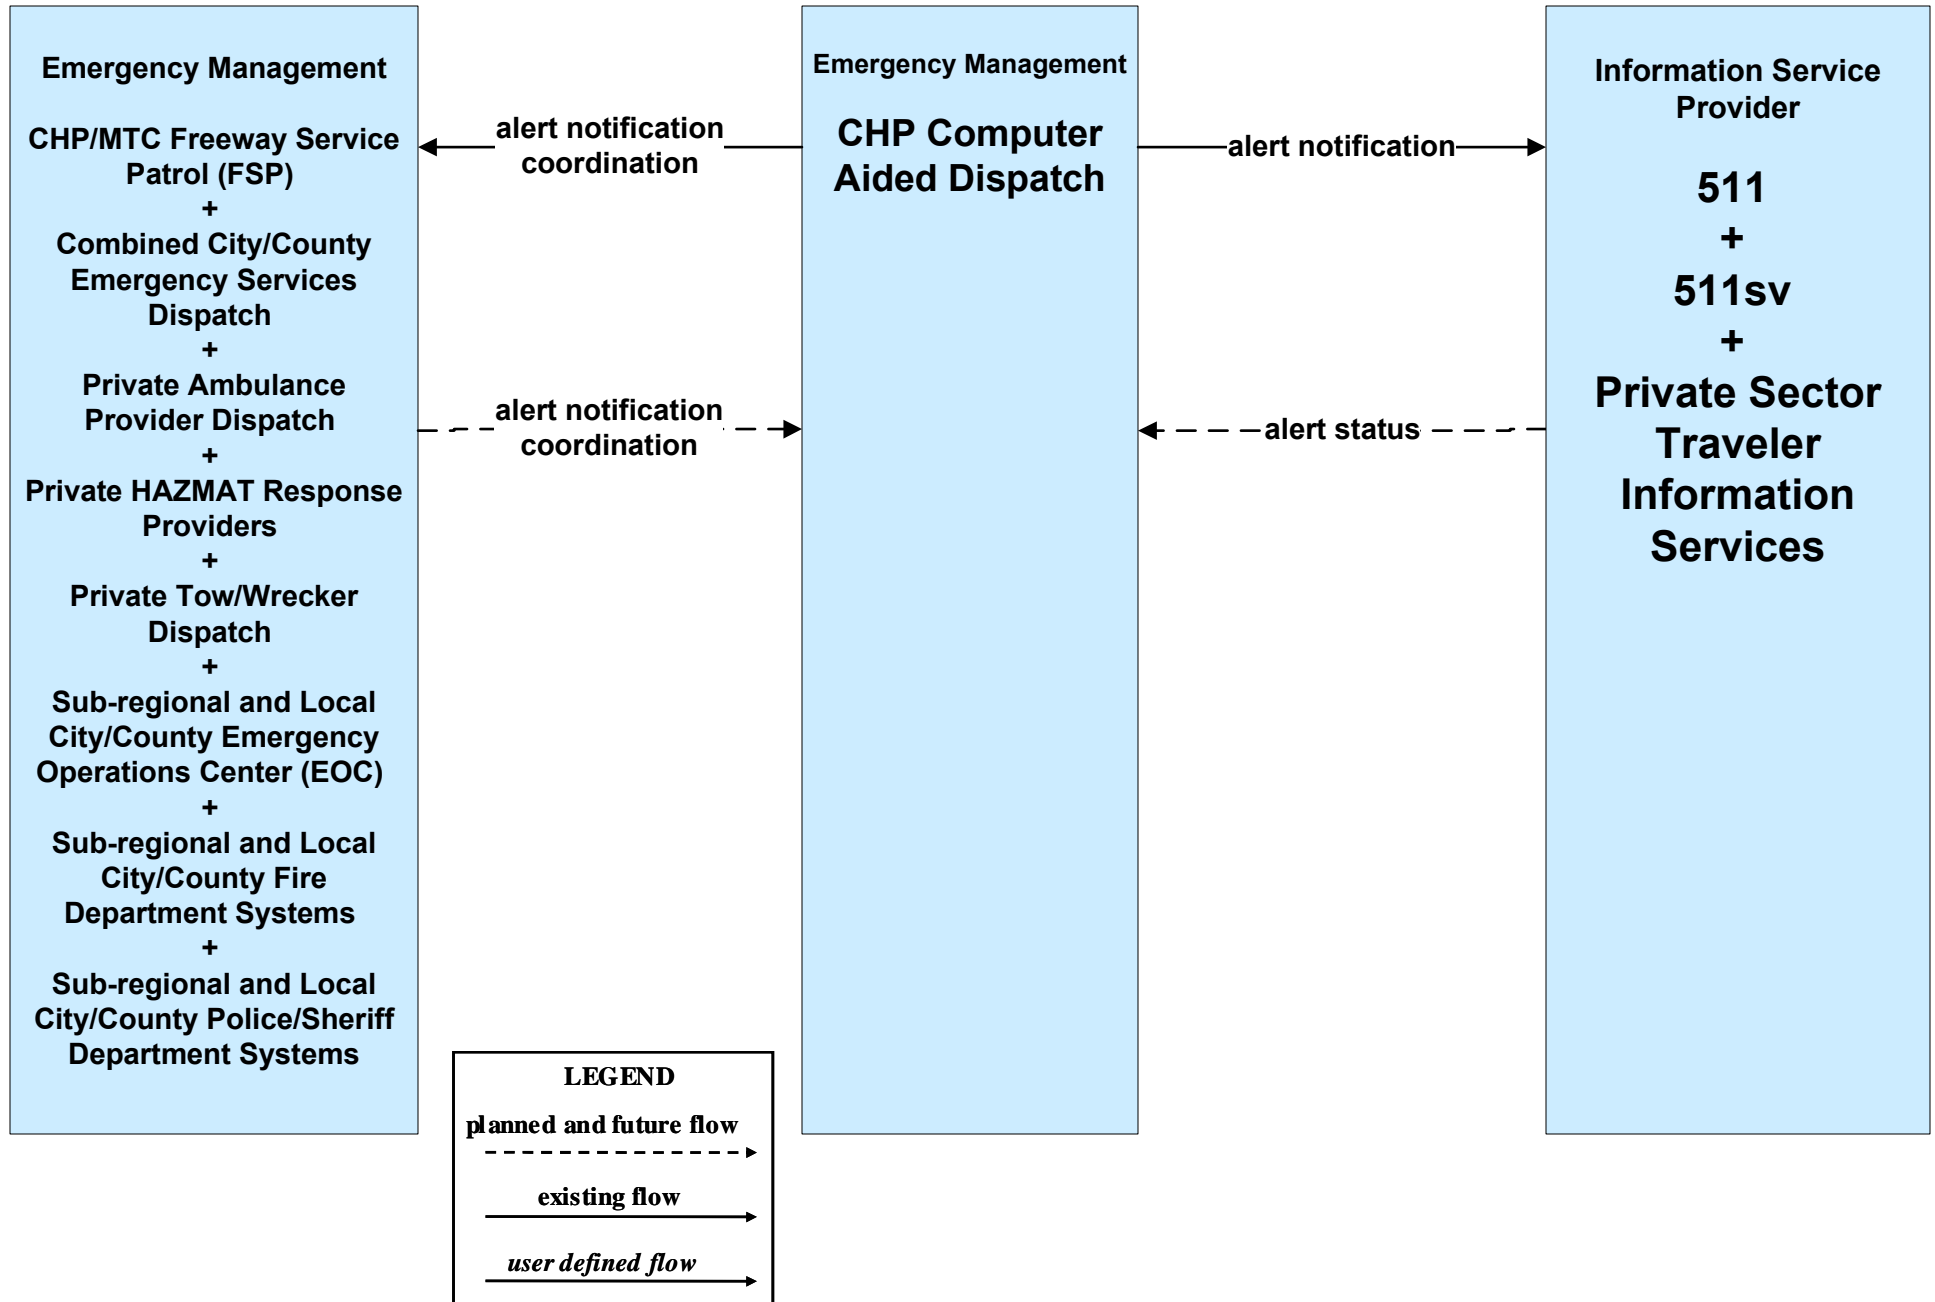 Emergency Management
CHP/MTC Freeway Service
Patrol (FSP)
+
Combined City/County
Emergency Services
Dispatch
+
Private Ambulance
Provider Dispatch
+
Private HAZMAT Response
Providers
+
Private Tow/Wrecker
Dispatch
+
Sub-regional and Local
City/County Emergency
Operations Center (EOC)
+
Sub-regional and Local
City/County Fire
Department Systems
+
Sub-regional and Local
City/County Police/Sheriff
Department Systems
alert notification
coordination
alert notification
coordination
Emergency Management
CHP Computer
Aided Dispatch
alert notification
alert status
Information Service
Provider
511
+
511sv
+
Private Sector
Traveler
Information
Services
LEGEND
planned and future flow
existing flow
user defined flow